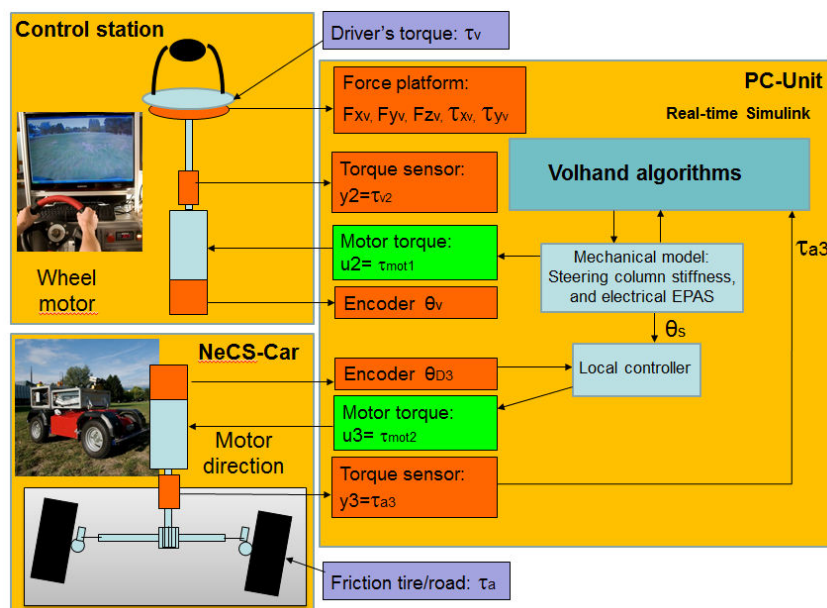 Control station
Driver's torque: τv
Wheel
motor
Force platform:
Fxv, Fyv, Fzv, τxv, τyv
Torque sensor:
y2=τv2
Motor torque:
u2= τmot1
Encoder θv
PC-Unit
Real-time Simulink
Volhand algorithms
Mechanical model:
Steering column stiffness,
and electrical EPAS
τa3
θs
Local controller
NeCS-Car
Motor
direction
Encoder θD3
Motor torque:
u3= τmot2
Torque sensor:
y3=τa3
Friction tire/road: τa